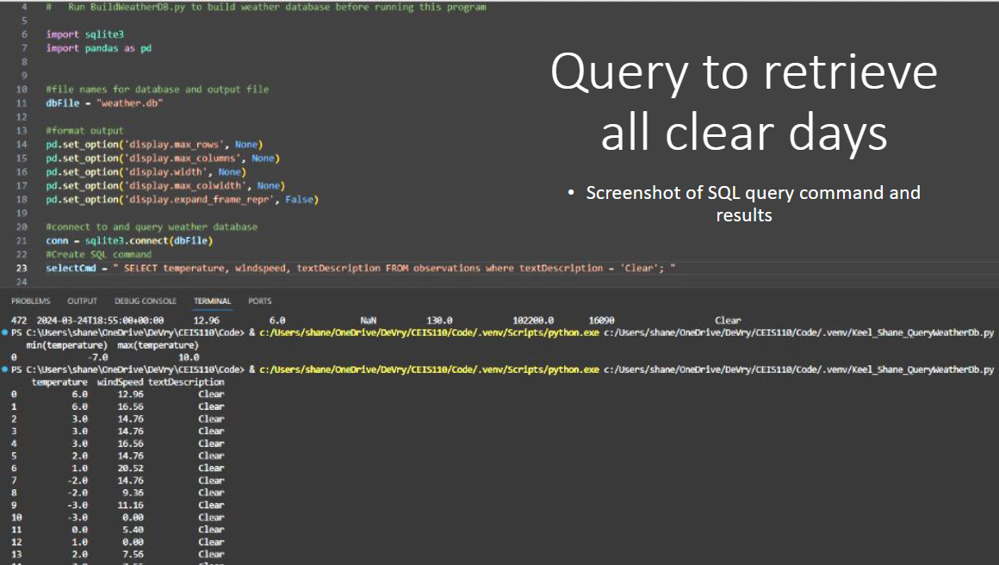 4 # Run BuildWeatherDB.py to build weather database before running this program
5
6 import sqlite3
7 import pandas as pd
8
9
10 #file names for database and output file
11 dbFile = "weather.db"
12
13 #format output
14 pd.set_option('display.max_rows', None)
15 pd.set_option('display.max_columns', None)
16 pd.set_option('display.width', None)
17 pd.set_option('display.max_colwidth', None)
18 pd.set_option('display.expand_frame_repr', False)
19
20 #connect to and query weather database
21 conn = sqlite3.connect(dbFile)
22 #Create SQL command
23 selectCmd = " SELECT temperature, windspeed, textDescription FROM observations where textDescription = 'Clear'; "
24
Query to retrieve
all clear days
• Screenshot of SQL query command and
results
PROBLEMS OUTPUT DEBUG CONSOLE TERMINAL PORTS
472 2024-03-24T18:55:00+00:00 12.96 6.0 NaN 130.0 102200.0 16090 Clear
PS C:\Users\shane\OneDrive\DeVry\CEIS110\Code> & c:/Users/shane/OneDrive/DeVry/CEIS110/Code/.venv/Scripts/python.exe c:/Users/shane/OneDrive/DeVry/CEIS110/Code/.venv/Keel_Shane_QueryWeatherDb.py
min(temperature) max(temperature)
0 -7.0 10.0
PS C:\Users\shane\OneDrive\DeVry\CEIS110\Code> & c:/Users/shane/OneDrive/DeVry/CEIS110/Code/.venv/Scripts/python.exe c:/Users/shane/OneDrive/DeVry/CEIS110/Code/.venv/Keel_Shane_QueryWeatherDb.py
temperature windSpeed textDescription
0 6.0 12.96 Clear
1 6.0 16.56 Clear
2 3.0 14.76 Clear
3 3.0 14.76 Clear
4 3.0 16.56 Clear
5 2.0 14.76 Clear
6 1.0 20.52 Clear
7 -2.0 14.76 Clear
8 -2.0 9.36 Clear
9 -3.0 11.16 Clear
10 -3.0 0.00 Clear
11 0.0 5.40 Clear
12 1.0 0.00 Clear
13 2.0 7.56 Clear